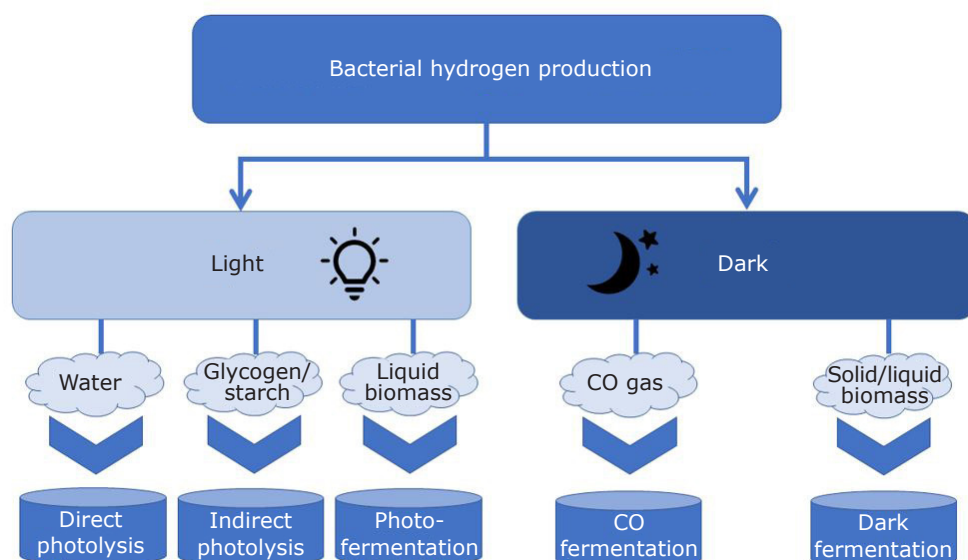 Bacterial hydrogen production
Light
Dark
Water
Glycogen/
starch
Liquid
biomass
CO gas
Solid/liquid
biomass
Direct
photolysis
Indirect
photolysis
Photo-
fermentation
CO
fermentation
Dark
fermentation